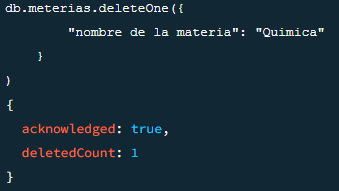 db.meterias.deleteOne({
"nombre de la materia": "Quimica"
}
)
{
acknowledged: true,
deletedCount: 1
}